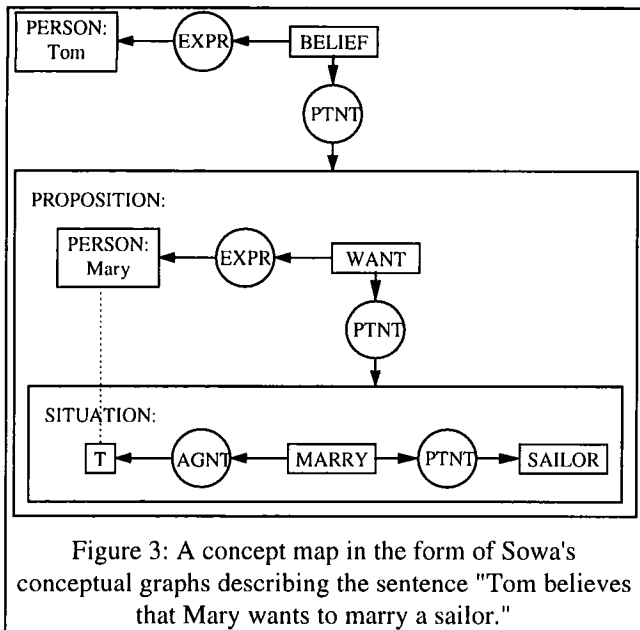 PERSON:
Tom
EXPR
BELIEF
PTNT
PROPOSITION:
PERSON:
Mary
EXPR
WANT
PTNT
SITUATION:
T
AGNT
MARRY
PTNT
SAILOR
Figure 3: A concept map in the form of Sowa's
conceptual graphs describing the sentence "Tom believes
that Mary wants to marry a sailor."